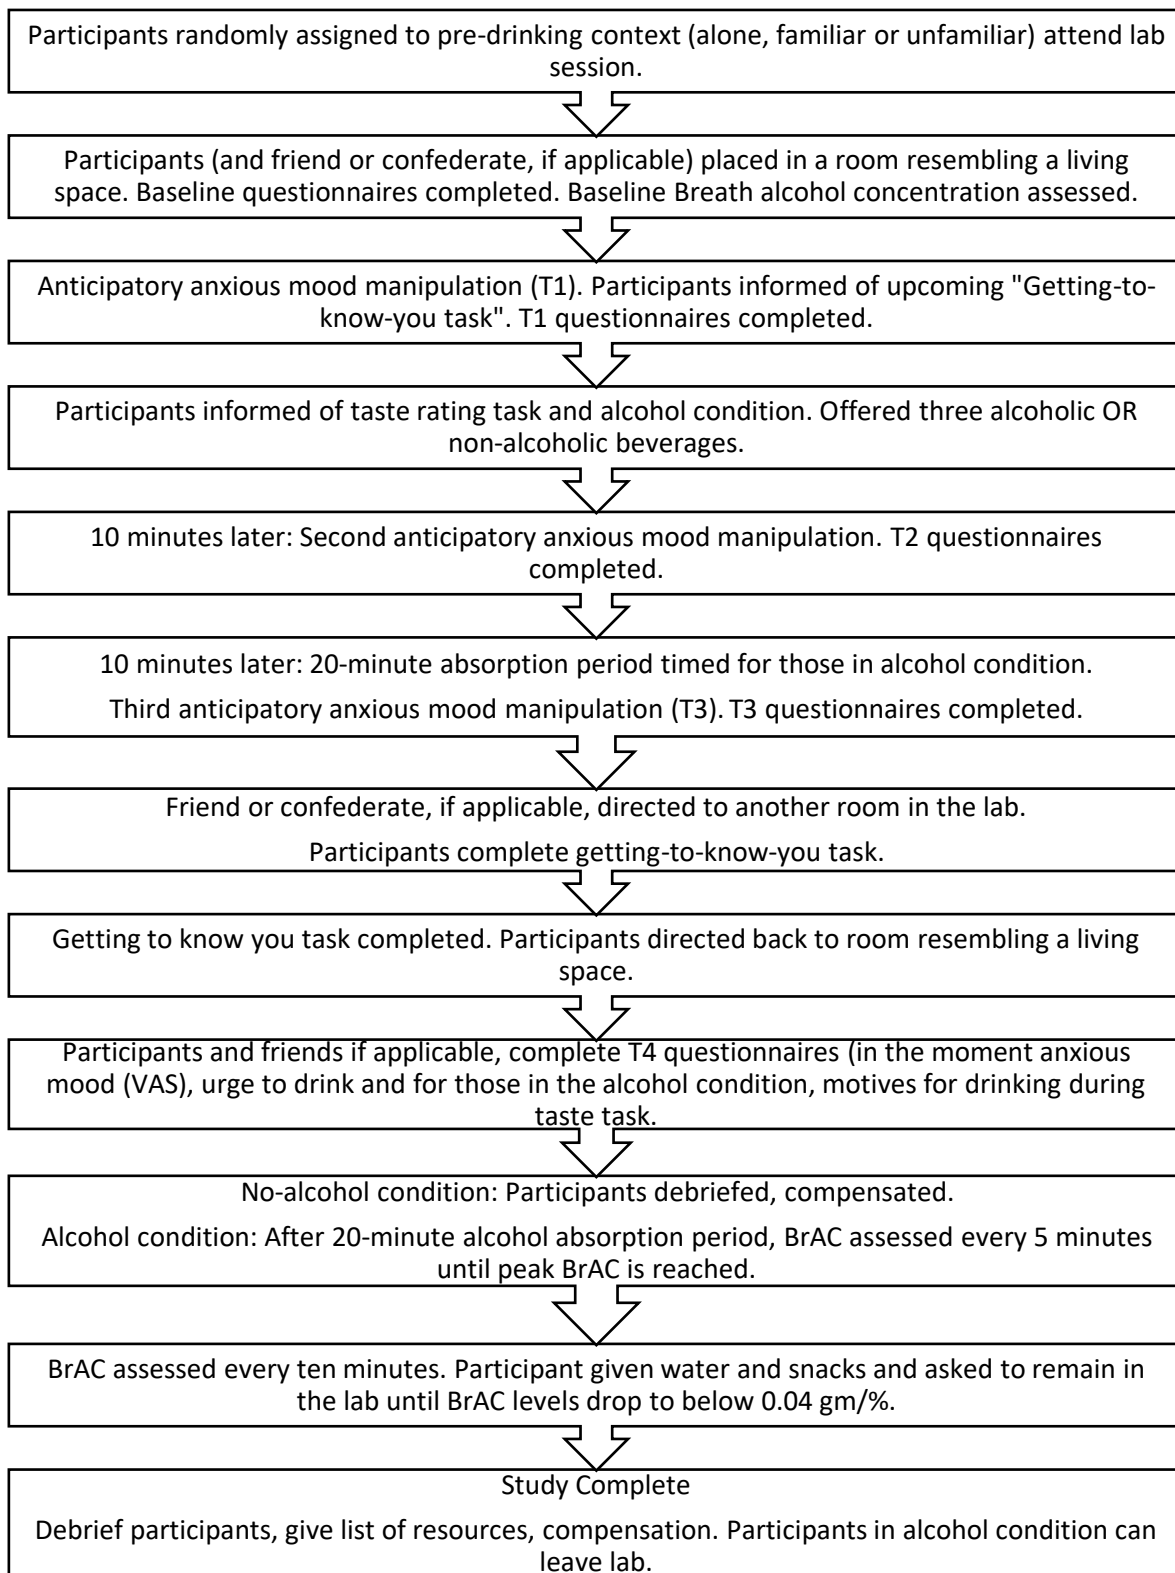 Participants randomly assigned to pre-drinking context (alone, familiar or unfamiliar) attend lab
session.
Participants (and friend or confederate, if applicable) placed in a room resembling a living
space. Baseline questionnaires completed. Baseline Breath alcohol concentration assessed.
Anticipatory anxious mood manipulation (T1). Participants informed of upcoming "Getting-to-
know-you task". T1 questionnaires completed.
Participants informed of taste rating task and alcohol condition. Offered three alcoholic OR
non-alcoholic beverages.
10 minutes later: Second anticipatory anxious mood manipulation. T2 questionnaires
completed.
10 minutes later: 20-minute absorption period timed for those in alcohol condition.
Third anticipatory anxious mood manipulation (T3). T3 questionnaires completed.
Friend or confederate, if applicable, directed to another room in the lab.
Participants complete getting-to-know-you task.
Getting to know you task completed. Participants directed back to room resembling a living
space.
Participants and friends if applicable, complete T4 questionnaires (in the moment anxious
mood (VAS), urge to drink and for those in the alcohol condition, motives for drinking during
taste task.
No-alcohol condition: Participants debriefed, compensated.
Alcohol condition: After 20-minute alcohol absorption period, BrAC assessed every 5 minutes
until peak BrAC is reached.
BrAC assessed every ten minutes. Participant given water and snacks and asked to remain in
the lab until BrAC levels drop to below 0.04 gm/%.
Study Complete
Debrief participants, give list of resources, compensation. Participants in alcohol condition can
leave lab.